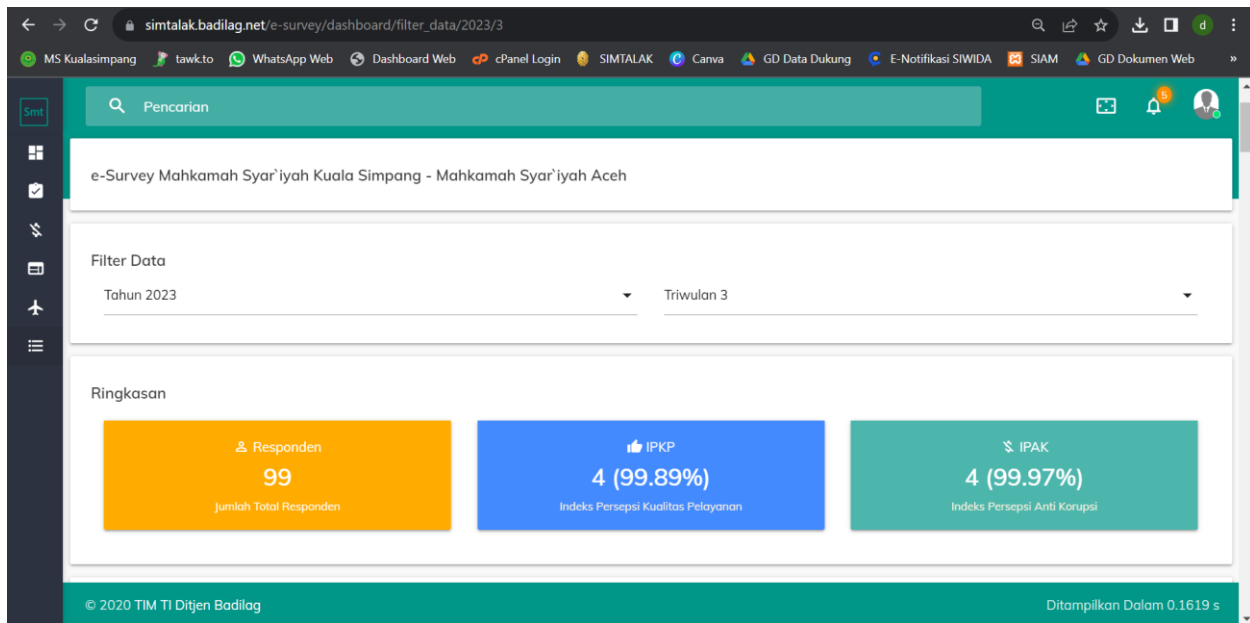 simtalak.badilag.net/e-survey/dashboard/filter_data/2023/3
d
MS Kualasimpang tawk.to WhatsApp Web Dashboard Web cPanel Login SIMTALAK Canva GD Data Dukung E-Notifikasi SIWIDA SIAM GD Dokumen Web »
Smt
Pencarian
5
e-Survey Mahkamah Syar`iyah Kuala Simpang - Mahkamah Syar`iyah Aceh
Filter Data
Tahun 2023 Triwulan 3
Ringkasan
Responden
99
Jumlah Total Responden
IPKP
4 (99.89%)
Indeks Persepsi Kualitas Pelayanan
IPAK
4 (99.97%)
Indeks Persepsi Anti Korupsi
© 2020 TIM TI Ditjen Badilag Ditampilkan Dalam 0.1619 s